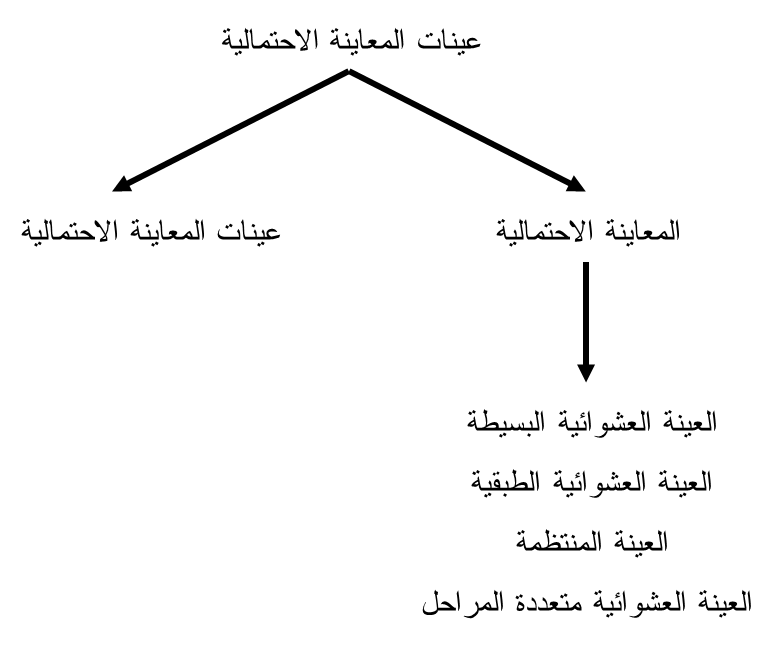 عينات المعاينة الاحتمالية
المعاينة الاحتمالية
عينات المعاينة الاحتمالية
العينة العشوائية البسيطة
العينة العشوائية الطبقية
العينة المنتظمة
العينة العشوائية متعددة المراحل